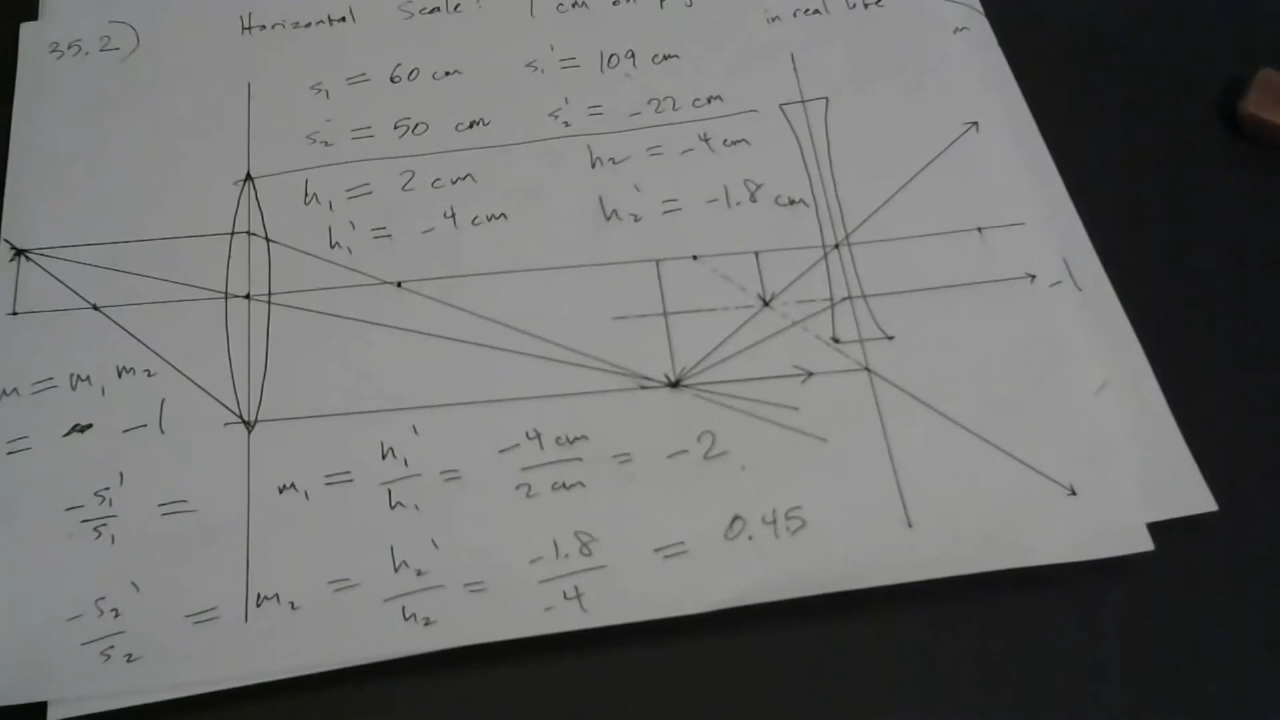 35.2)
Horizontal Scale: 1 cm on
in real life
s₁ = 60 cm s₁' = 109 cm
s₂ = 50 cm s₂' = -22 cm
h₁ = 2 cm h₂ = -4 cm
h₁' = -4 cm h₂' = -1.8 cm
-1
m = m₁ m₂
= -1
-s₁'/s₁ = m₁ = h₁'/h₁ = -4 cm/2 cm = -2
-s₂'/s₂ = m₂ = h₂'/h₂ = -1.8/-4 = 0.45